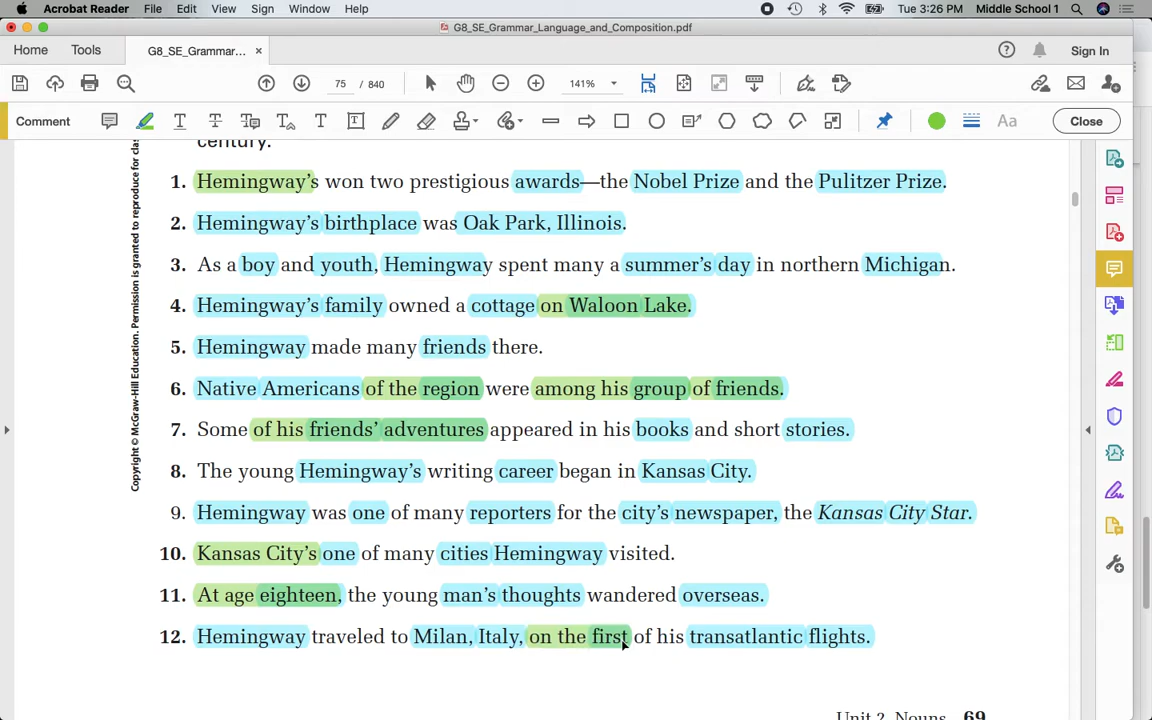 Acrobat Reader File Edit View Sign Window Help Tue 3:26 PM Middle School 1
G8_SE_Grammar_Language_and_Composition.pdf
Home Tools G8_SE_Grammar... × Sign In
75 / 840 141%
Comment Aa Close
century.
1. Hemingway's won two prestigious awards—the Nobel Prize and the Pulitzer Prize.
2. Hemingway's birthplace was Oak Park, Illinois.
3. As a boy and youth, Hemingway spent many a summer's day in northern Michigan.
4. Hemingway's family owned a cottage on Waloon Lake.
5. Hemingway made many friends there.
6. Native Americans of the region were among his group of friends.
7. Some of his friends' adventures appeared in his books and short stories.
8. The young Hemingway's writing career began in Kansas City.
9. Hemingway was one of many reporters for the city's newspaper, the Kansas City Star.
10. Kansas City's one of many cities Hemingway visited.
11. At age eighteen, the young man's thoughts wandered overseas.
12. Hemingway traveled to Milan, Italy, on the first of his transatlantic flights.
Unit 2 Nouns 69
Copyright © McGraw-Hill Education. Permission is granted to reproduce for clas